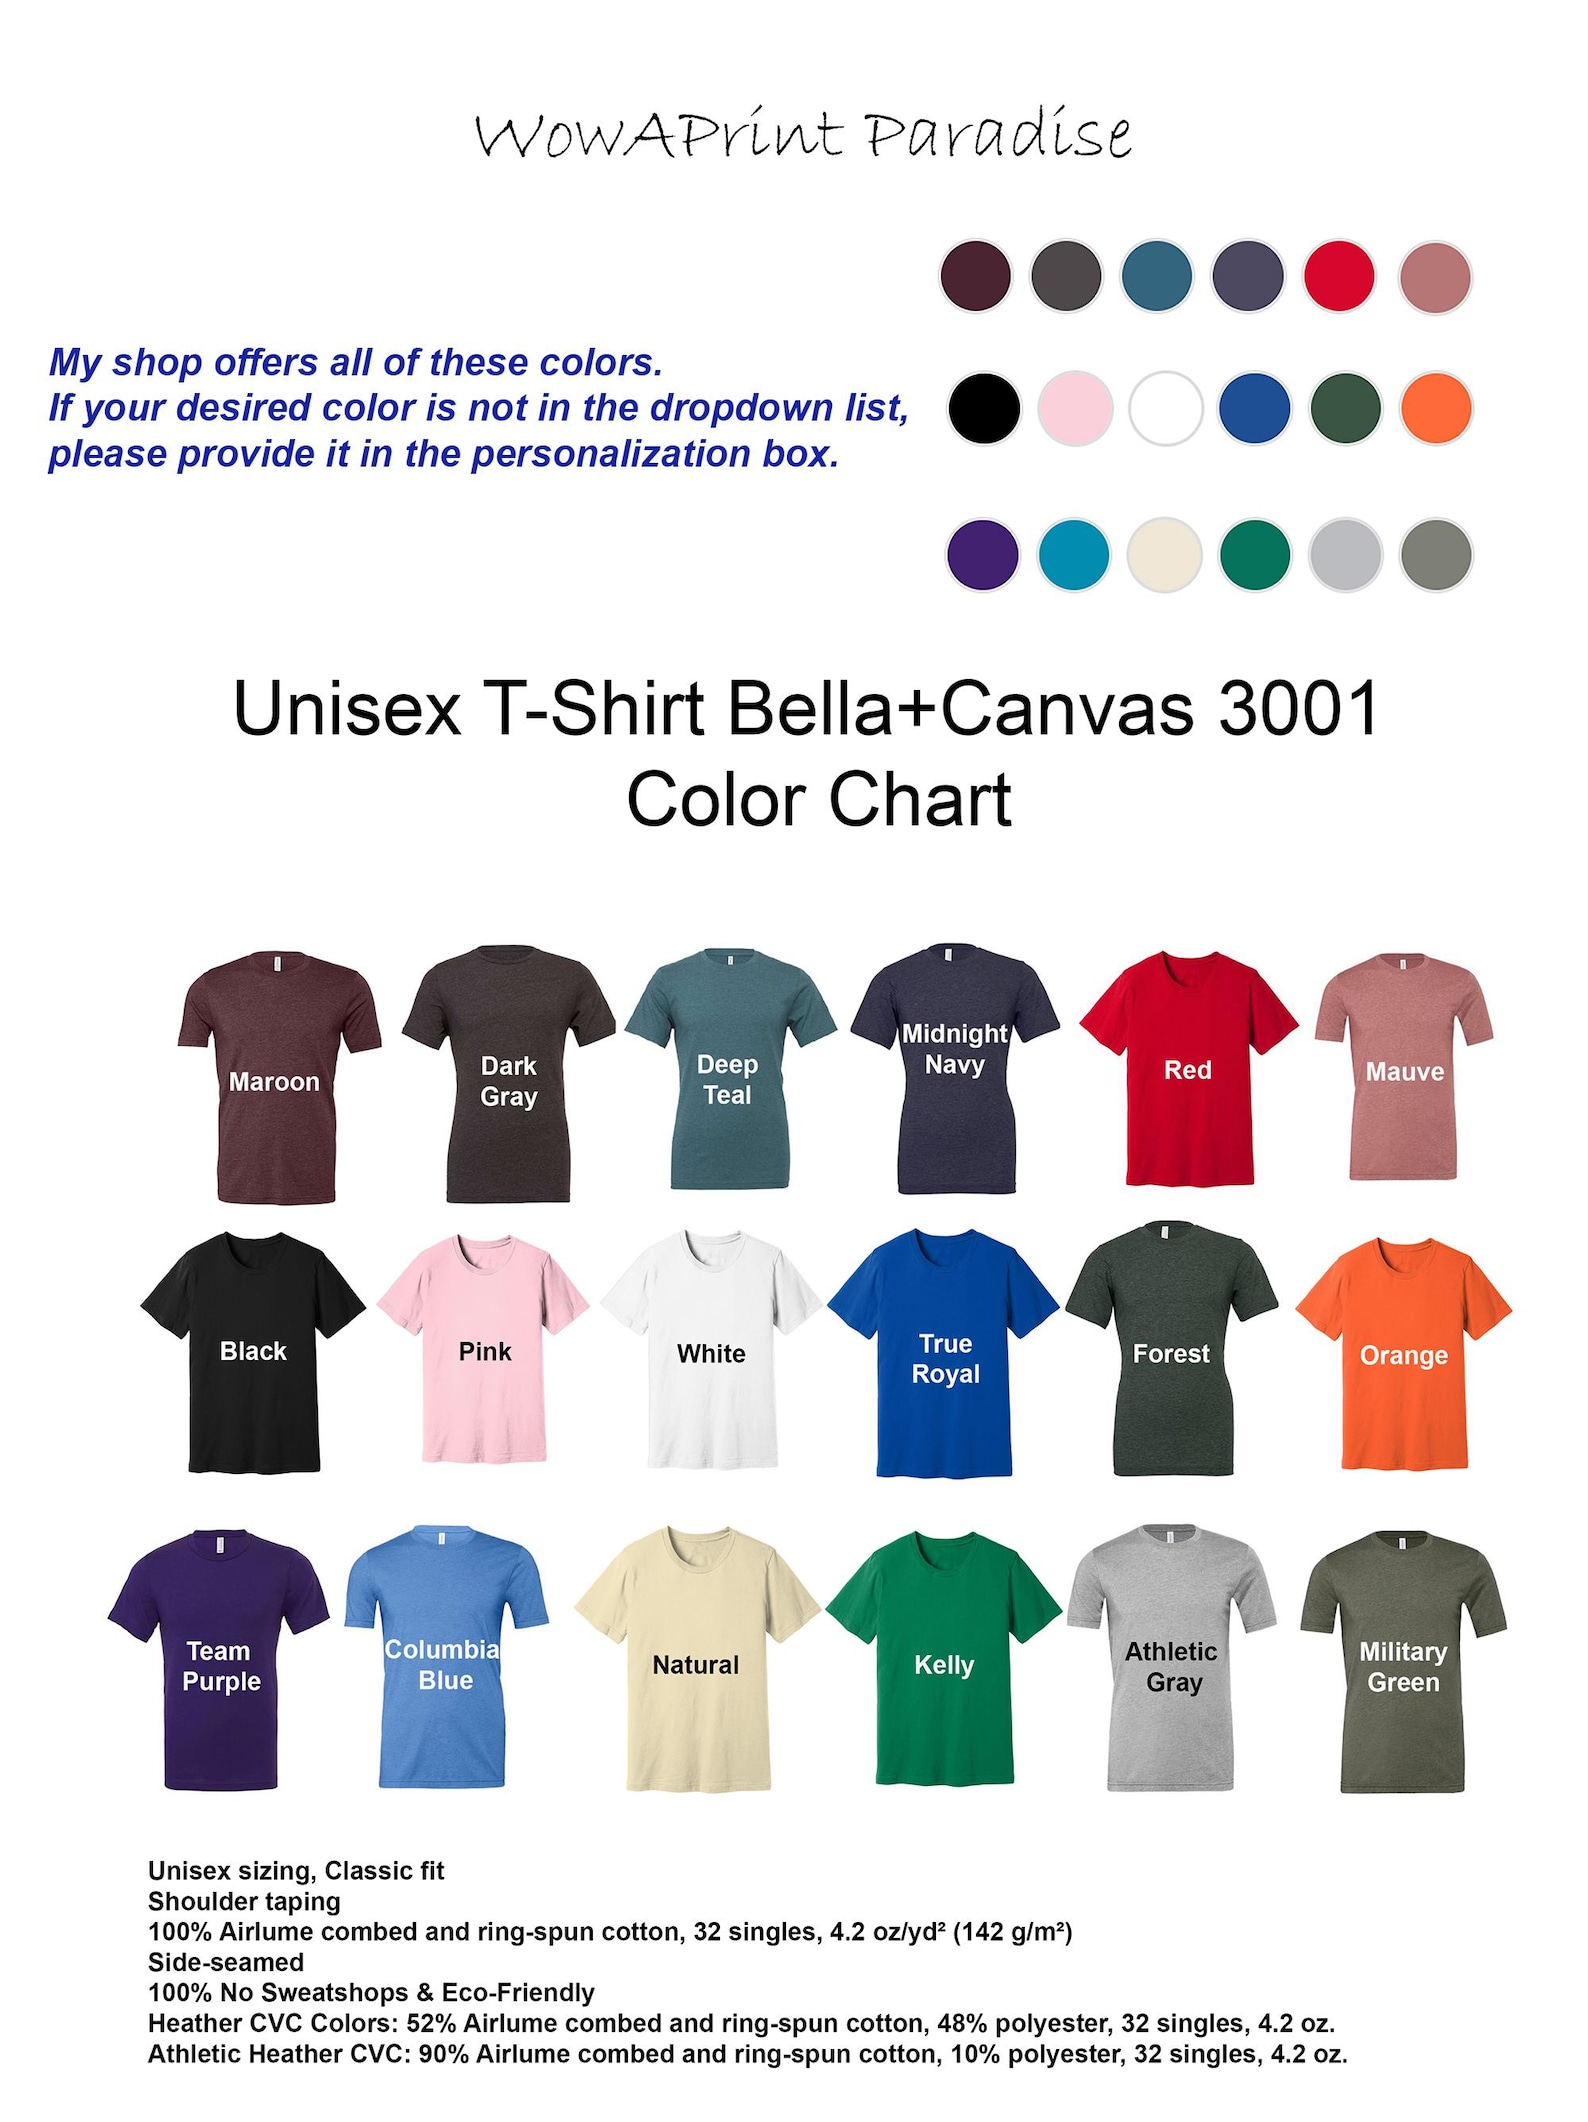 WowAPrint Paradise
My shop offers all of these colors.
If your desired color is not in the dropdown list,
please provide it in the personalization box.
Unisex T-Shirt Bella+Canvas 3001
Color Chart
Maroon
Dark
Gray
Deep
Teal
Midnight
Navy
Red
Mauve
Black
Pink
White
True
Royal
Forest
Orange
Team
Purple
Columbia
Blue
Natural
Kelly
Athletic
Gray
Military
Green
Unisex sizing, Classic fit
Shoulder taping
100% Airlume combed and ring-spun cotton, 32 singles, 4.2 oz/yd² (142 g/m²)
Side-seamed
100% No Sweatshops & Eco-Friendly
Heather CVC Colors: 52% Airlume combed and ring-spun cotton, 48% polyester, 32 singles, 4.2 oz.
Athletic Heather CVC: 90% Airlume combed and ring-spun cotton, 10% polyester, 32 singles, 4.2 oz.